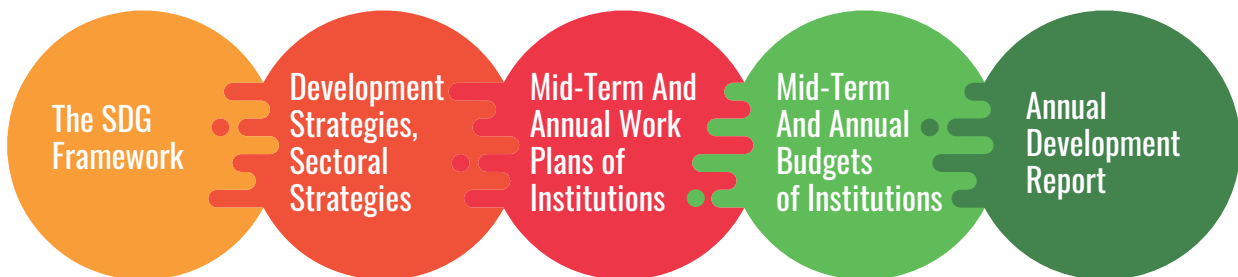 The SDG
Framework
Development
Strategies,
Sectoral
Strategies
Mid-Term And
Annual Work
Plans of
Institutions
Mid-Term
And Annual
Budgets
of Institutions
Annual
Development
Report